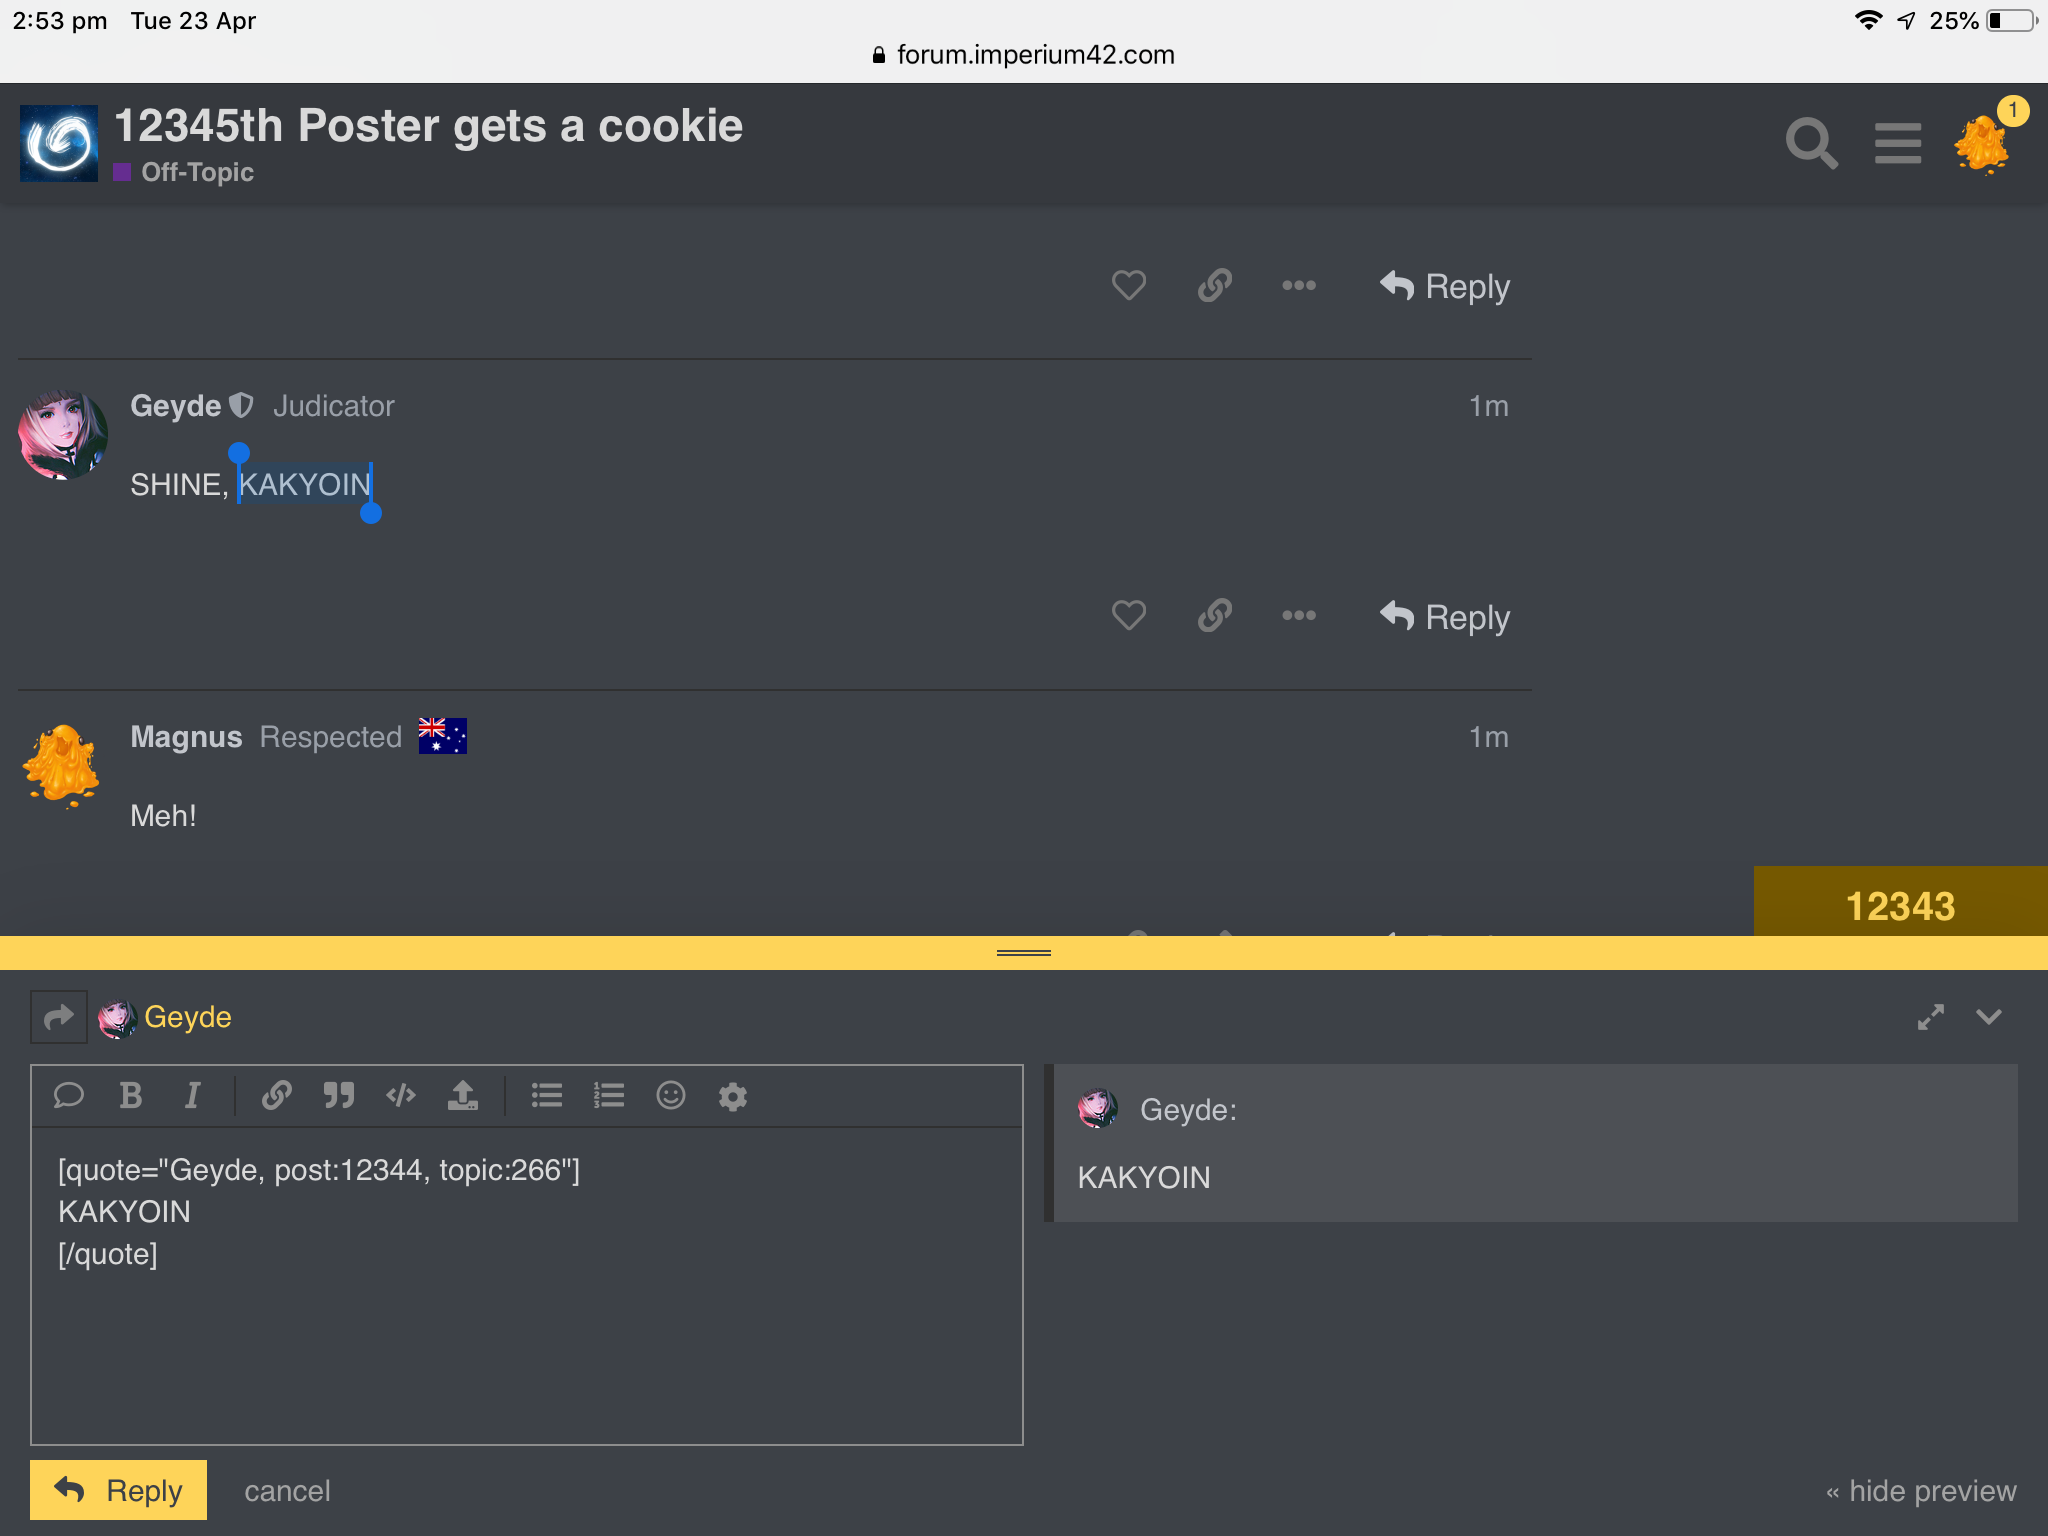 2:53 pm Tue 23 Apr
25%
forum.imperium42.com
12345th Poster gets a cookie
1
Off-Topic
Reply
Geyde Judicator 1m
SHINE, KAKYOIN
Reply
Magnus Respected 1m
Meh!
12343
Geyde
B I
[quote="Geyde, post:12344, topic:266"]
KAKYOIN
[/quote]
Geyde:
KAKYOIN
Reply cancel
« hide preview